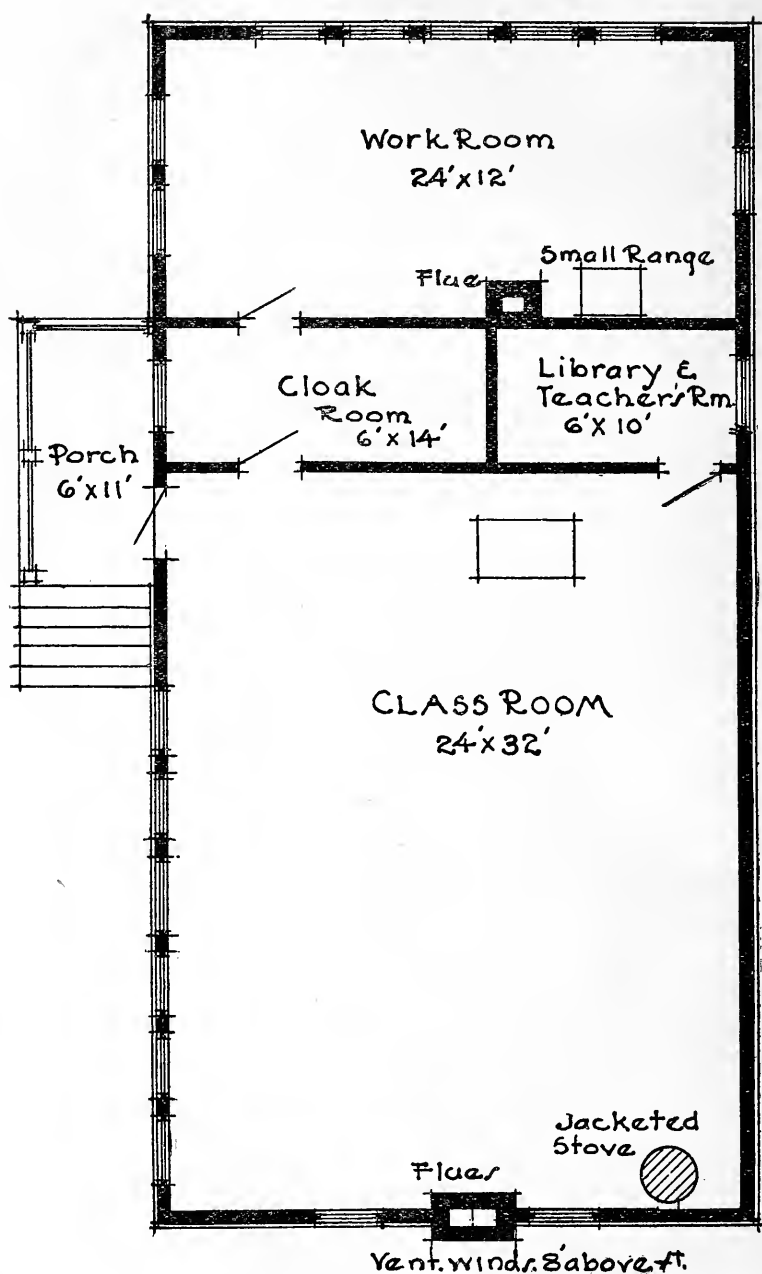 Work Room
24'x12'
Small Range
Flue
Library &
Teacher's Rm
6'x10'
Cloak
Room
6'x14'
Porch
6'x11'
CLASS ROOM
24'x32'
Jacketed
Stove
Flues
Vent. winds. 8' above fl.